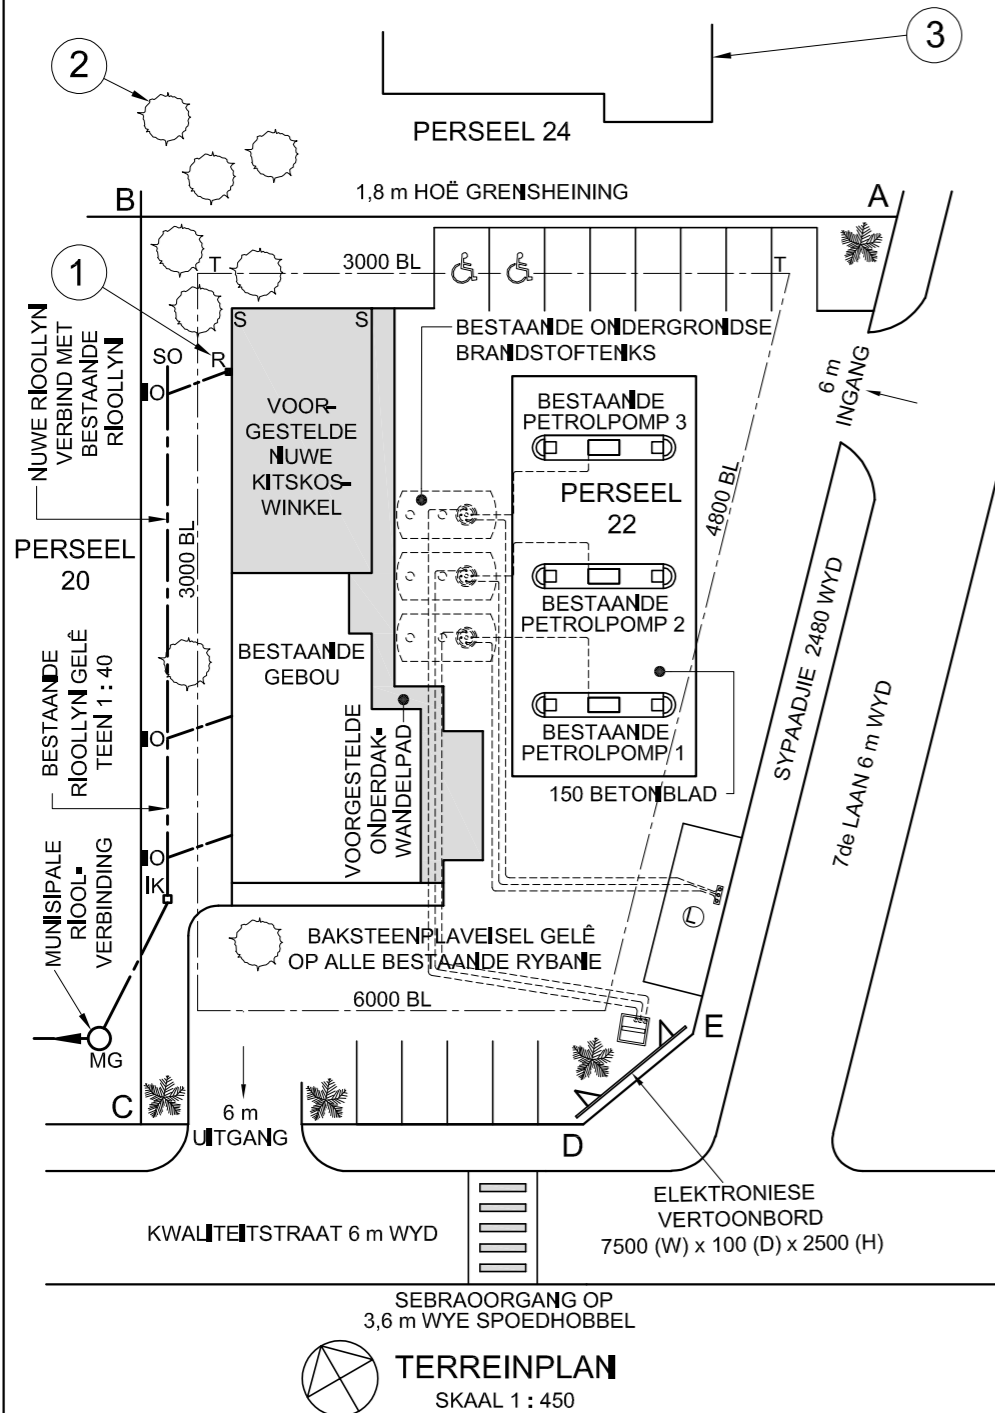 2
3
PERSEEL 24
1,8 m HOË GRENSHEINING
B
A
1
T
3000 BL
T
S
S
BESTAANDE ONDERGRONDSE
BRANDSTOFTENKS
NUWE RIOOLLYN
VERBIND MET
BESTAANDE
RIOOLLYN
SO
R
IO
VOOR-
GESTELDE
NUWE
KITSKOS-
WINKEL
BESTAANDE
PETROLPOMP 3
PERSEEL
22
6 m
INGANG
4800 BL
PERSEEL
20
3000 BL
BESTAANDE
PETROLPOMP 2
BESTAANDE
GEBOU
BESTAANDE
RIOOLLYN GELÊ
TEEN 1 : 40
IO
VOORGESTELDE
ONDERDAK-
WANDELPAD
BESTAANDE
PETROLPOMP 1
150 BETONBLAD
SYPAADJIE 2480 WYD
7de LAAN 6 m WYD
IO
IK
MUNISIPALE
RIOOL-
VERBINDING
L
BAKSTEENPLAVEISEL GELÊ
OP ALLE BESTAANDE RYBANE
6000 BL
MG
E
C
6 m
UITGANG
D
ELEKTRONIESE
VERTOONBORD
7500 (W) x 100 (D) x 2500 (H)
KWALITEITSTRAAT 6 m WYD
SEBRAOORGANG OP
3,6 m WYE SPOEDHOBBEL
TERREINPLAN
SKAAL 1 : 450